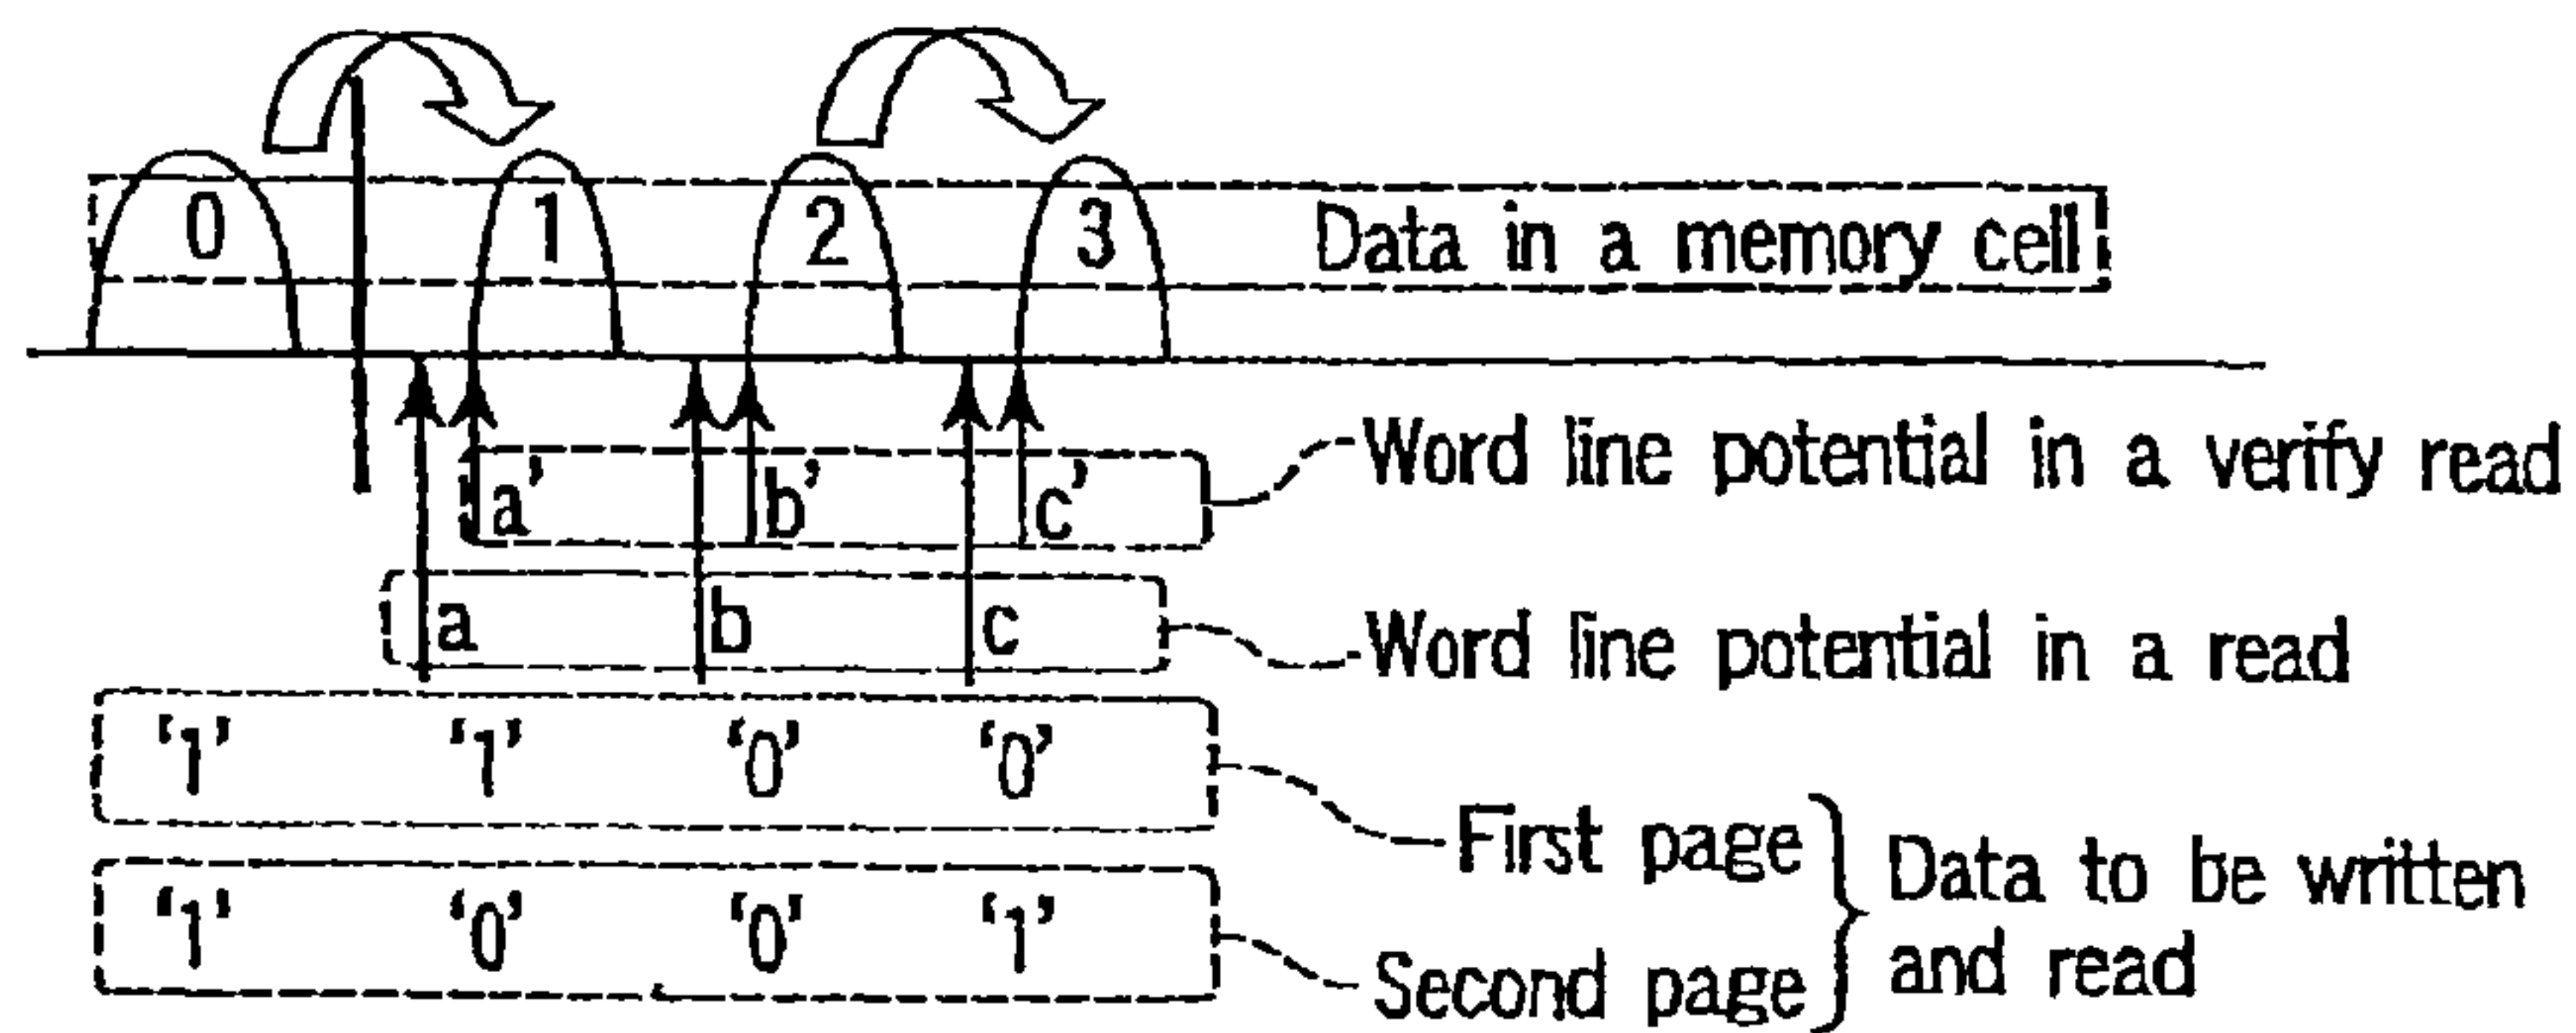 0 1 2 3 Data in a memory cell
a' b' c' Word line potential in a verify read
a b c Word line potential in a read
‘1’ ‘1’ ‘0’ ‘0’ First page
‘1’ ‘0’ ‘0’ ‘1’ Second page
Data to be written
and read